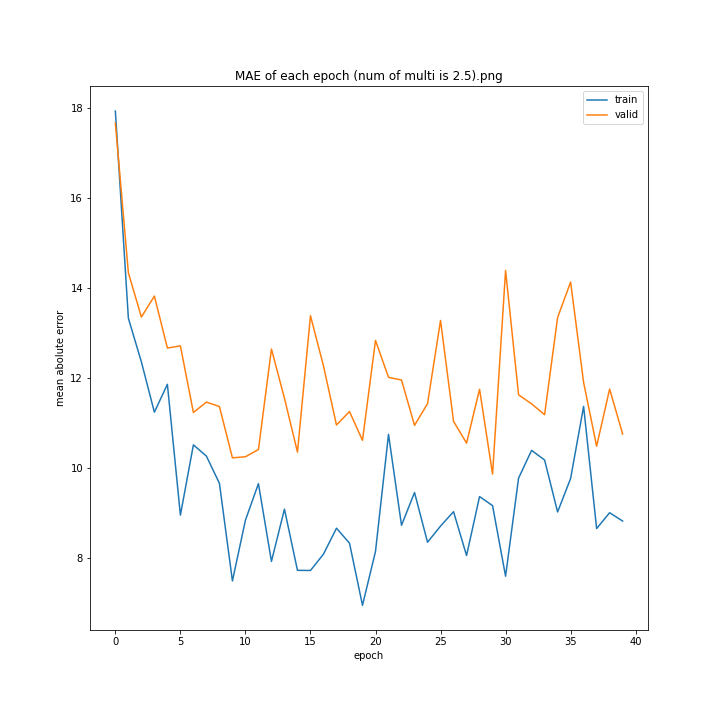 MAE of each epoch (num of multi is 2.5).png
train
valid
18
16
14
12
10
8
mean abolute error
0 5 10 15 20 25 30 35 40
epoch